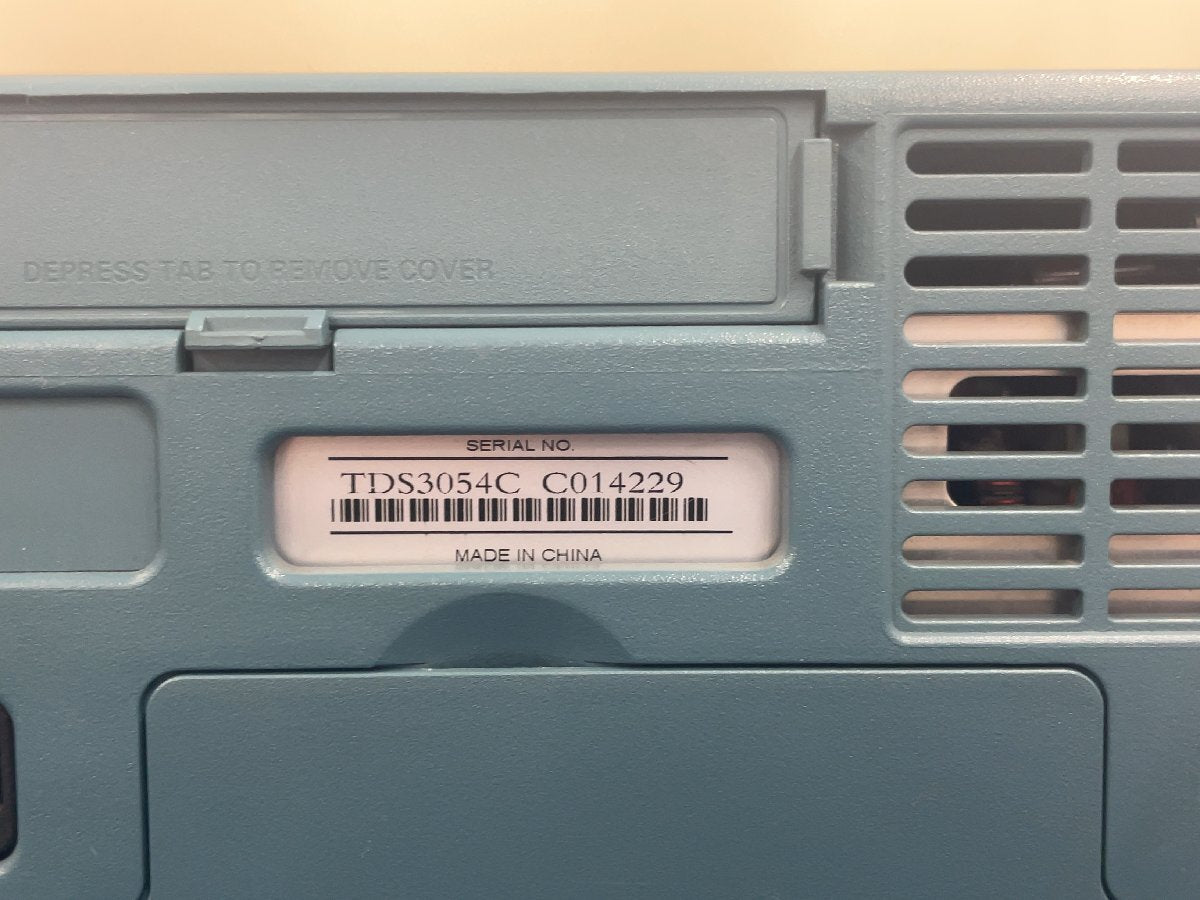 DEPRESS TAB TO REMOVE COVER
SERIAL NO.
TDS3054C C014229
MADE IN CHINA